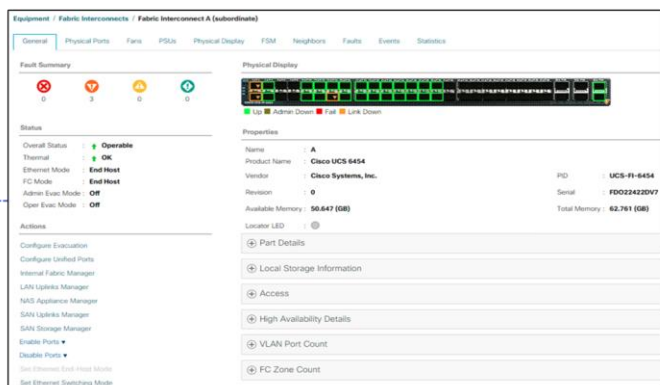 Equipment / Fabric Interconnects / Fabric Interconnect A (subordinate)
General Physical Ports Fans PSUs Physical Display FSM Neighbors Faults Events Statistics
Fault Summary
0 3 0 0
Status
Overall Status : Operable
Thermal : OK
Ethernet Mode : End Host
FC Mode : End Host
Admin Evac Mode : Off
Oper Evac Mode : Off
Actions
Configure Evacuation
Configure Unified Ports
Internal Fabric Manager
LAN Uplinks Manager
NAS Appliance Manager
SAN Uplinks Manager
SAN Storage Manager
Enable Ports
Disable Ports
Set Ethernet End-Host Mode
Set Ethernet Switching Mode
Physical Display
Up Admin Down Fail Link Down
Properties
Name : A
Product Name : Cisco UCS 6454
Vendor : Cisco Systems, Inc. PID : UCS-FI-6454
Revision : 0 Serial : FDO22422DV7
Available Memory : 50.647 (GB) Total Memory : 62.761 (GB)
Locator LED :
Part Details
Local Storage Information
Access
High Availability Details
VLAN Port Count
FC Zone Count